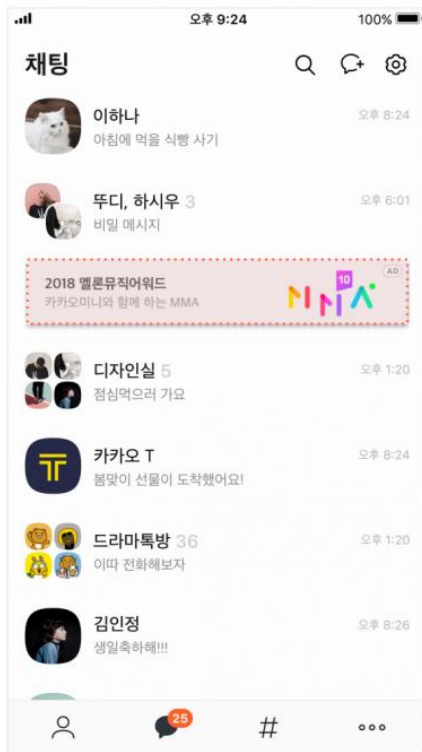 오후 9:24
100%
채팅
이하나
오후 8:24
아침에 먹을 식빵 사기
뚜디, 하시우 3
오후 6:01
비밀 메시지
2018 멜론뮤직어워드
카카오미니와 함께 하는 MMA
10
MMA
AD
디자인실 5
오후 1:20
점심먹으러 가요
카카오 T
오후 8:24
봄맞이 선물이 도착했어요!
드라마톡방 36
오후 1:20
이따 전화해보자
김인정
오후 8:26
생일축하해!!!
25